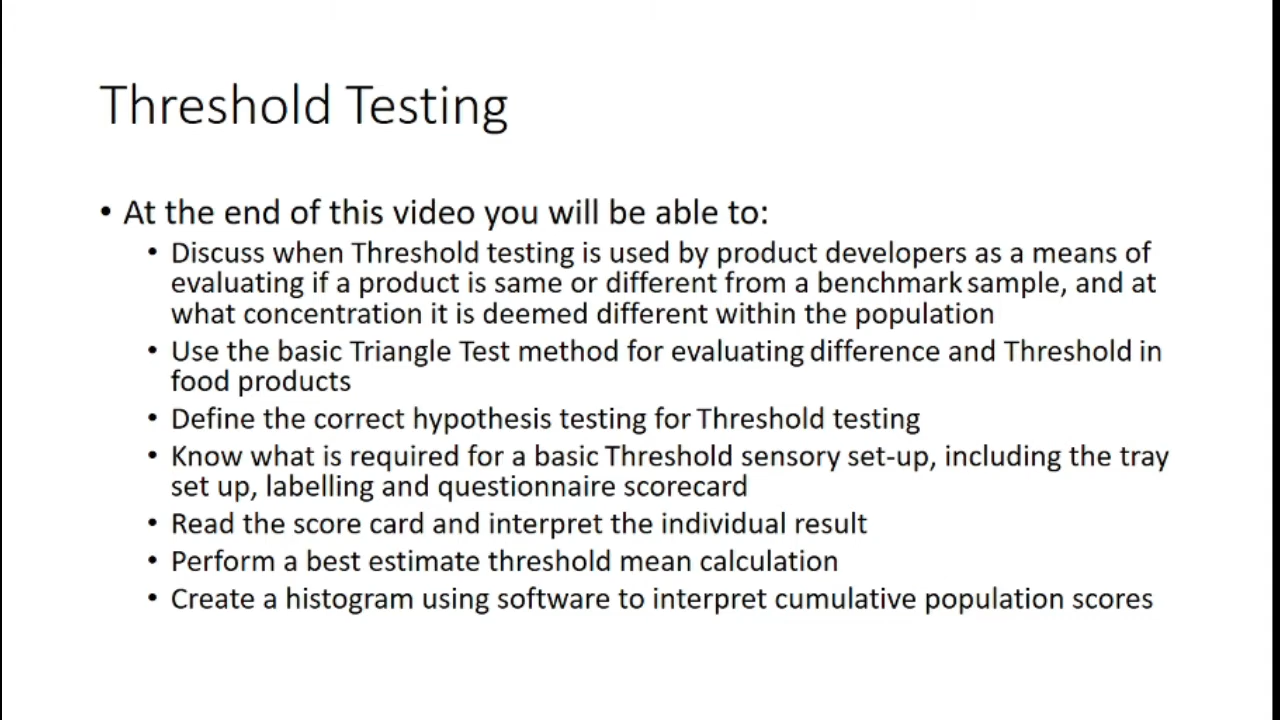 Threshold Testing
• At the end of this video you will be able to:
• Discuss when Threshold testing is used by product developers as a means of
evaluating if a product is same or different from a benchmark sample, and at
what concentration it is deemed different within the population
• Use the basic Triangle Test method for evaluating difference and Threshold in
food products
• Define the correct hypothesis testing for Threshold testing
• Know what is required for a basic Threshold sensory set-up, including the tray
set up, labelling and questionnaire scorecard
• Read the score card and interpret the individual result
• Perform a best estimate threshold mean calculation
• Create a histogram using software to interpret cumulative population scores